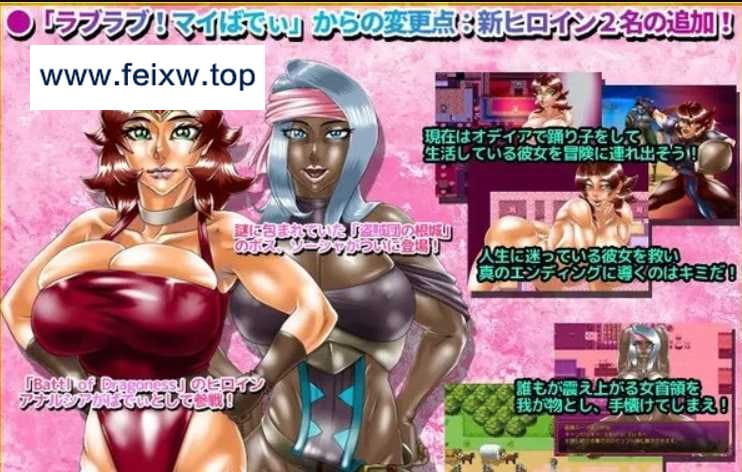 ●「ラブラブ！マイばでぃ」からの変更点：新ヒロイン２名の追加！
www.feixw.top
現在はオデイアで踊り子をして
生活している彼女を冒険に連れ出そう！
謎に包まれていた「盗賊団の根城」
のボス、ソーシャがついに登場！
人生に迷っている彼女を救い
真のエンディングに導くのはキミだ！
「Battl of Dragoness」のヒロイン
アナルシアがばでぃとして参戦！
誰もが震え上がる女首領を
我が物とし、手懐けてしまえ！